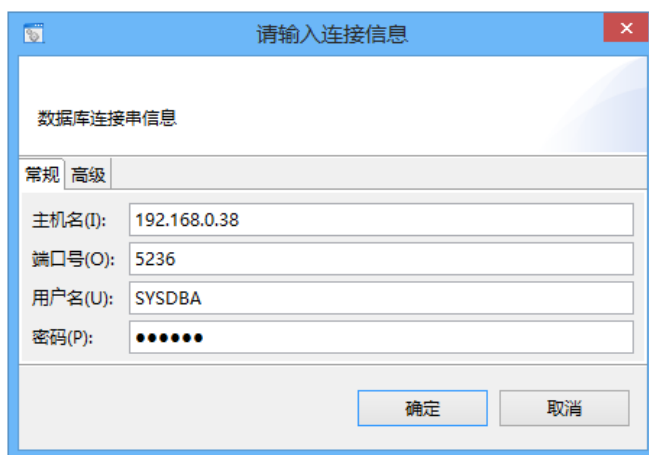 请输入连接信息
数据库连接串信息
常规 高级
主机名(I): 192.168.0.38
端口号(O): 5236
用户名(U): SYSDBA
密码(P): ●●●●●●
确定 取消